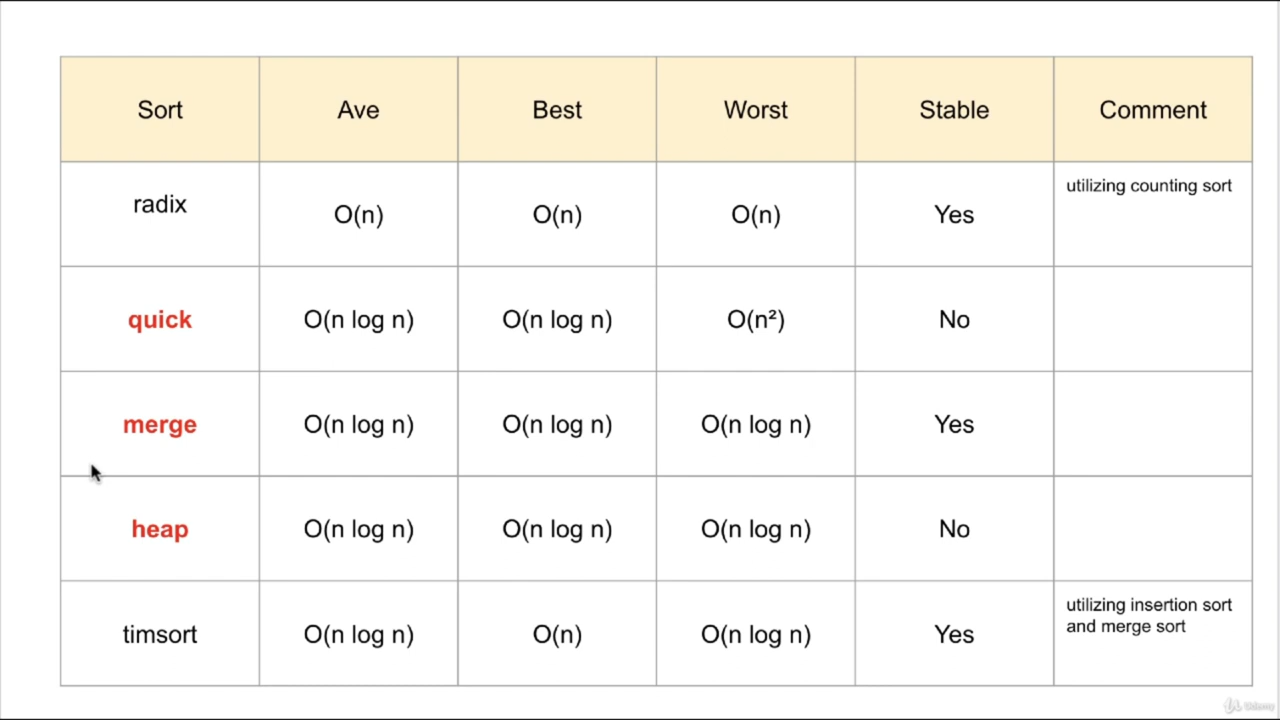 Sort Ave Best Worst Stable Comment
radix O(n) O(n) O(n) Yes utilizing counting sort
quick O(n log n) O(n log n) O(n²) No
merge O(n log n) O(n log n) O(n log n) Yes
heap O(n log n) O(n log n) O(n log n) No
timsort O(n log n) O(n) O(n log n) Yes utilizing insertion sort
and merge sort
Udemy